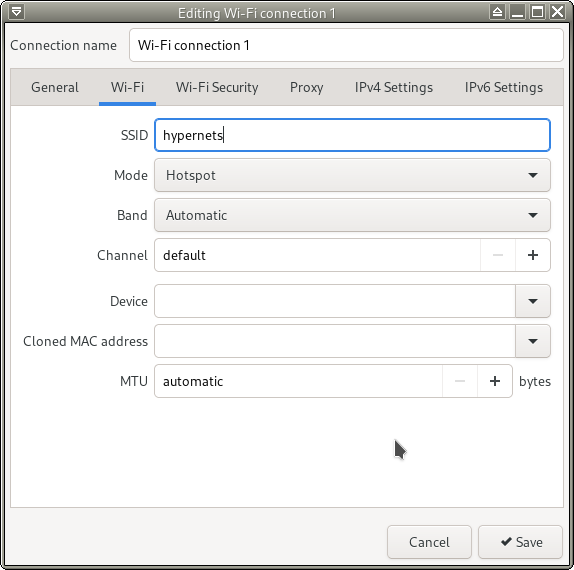 Editing Wi-Fi connection 1
Connection name Wi-Fi connection 1
General Wi-Fi Wi-Fi Security Proxy IPv4 Settings IPv6 Settings
SSID hypernets
Mode Hotspot
Band Automatic
Channel default − +
Device
Cloned MAC address
MTU automatic − + bytes
Cancel ✔ Save